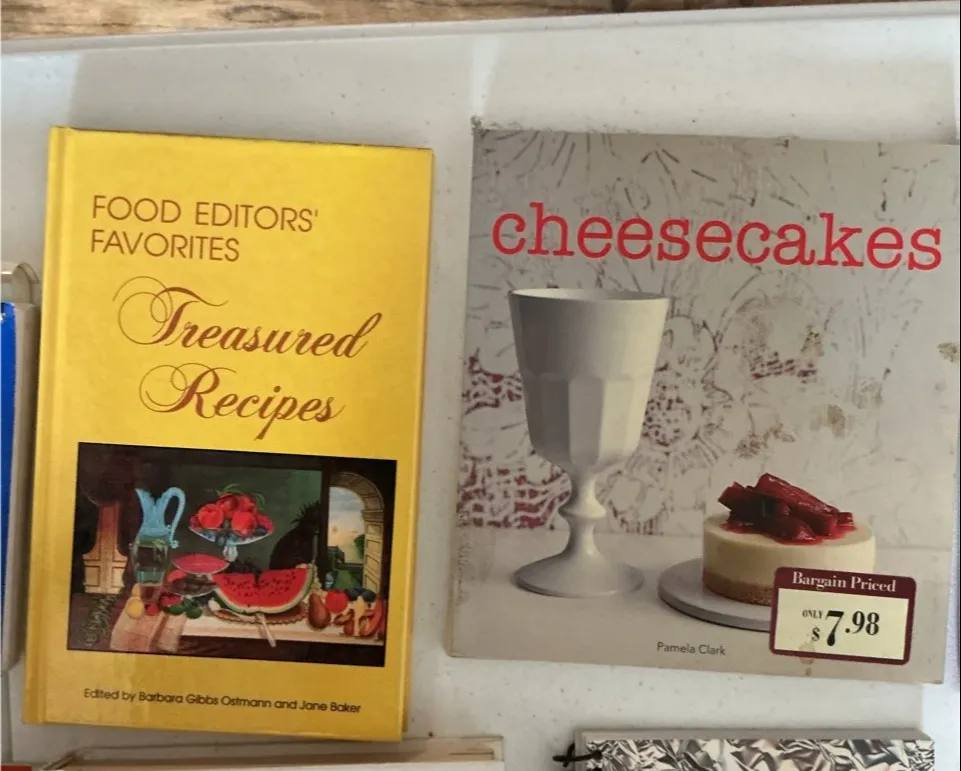 FOOD EDITORS'
FAVORITES
Treasured
Recipes
Edited by Barbara Gibbs Ostmann and Jane Baker
cheesecakes
Bargain Priced
ONLY
$7.98
Pamela Clark